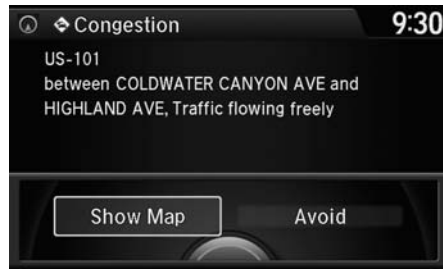 Congestion
9:30
US-101
between COLDWATER CANYON AVE and
HIGHLAND AVE, Traffic flowing freely
Show Map
Avoid